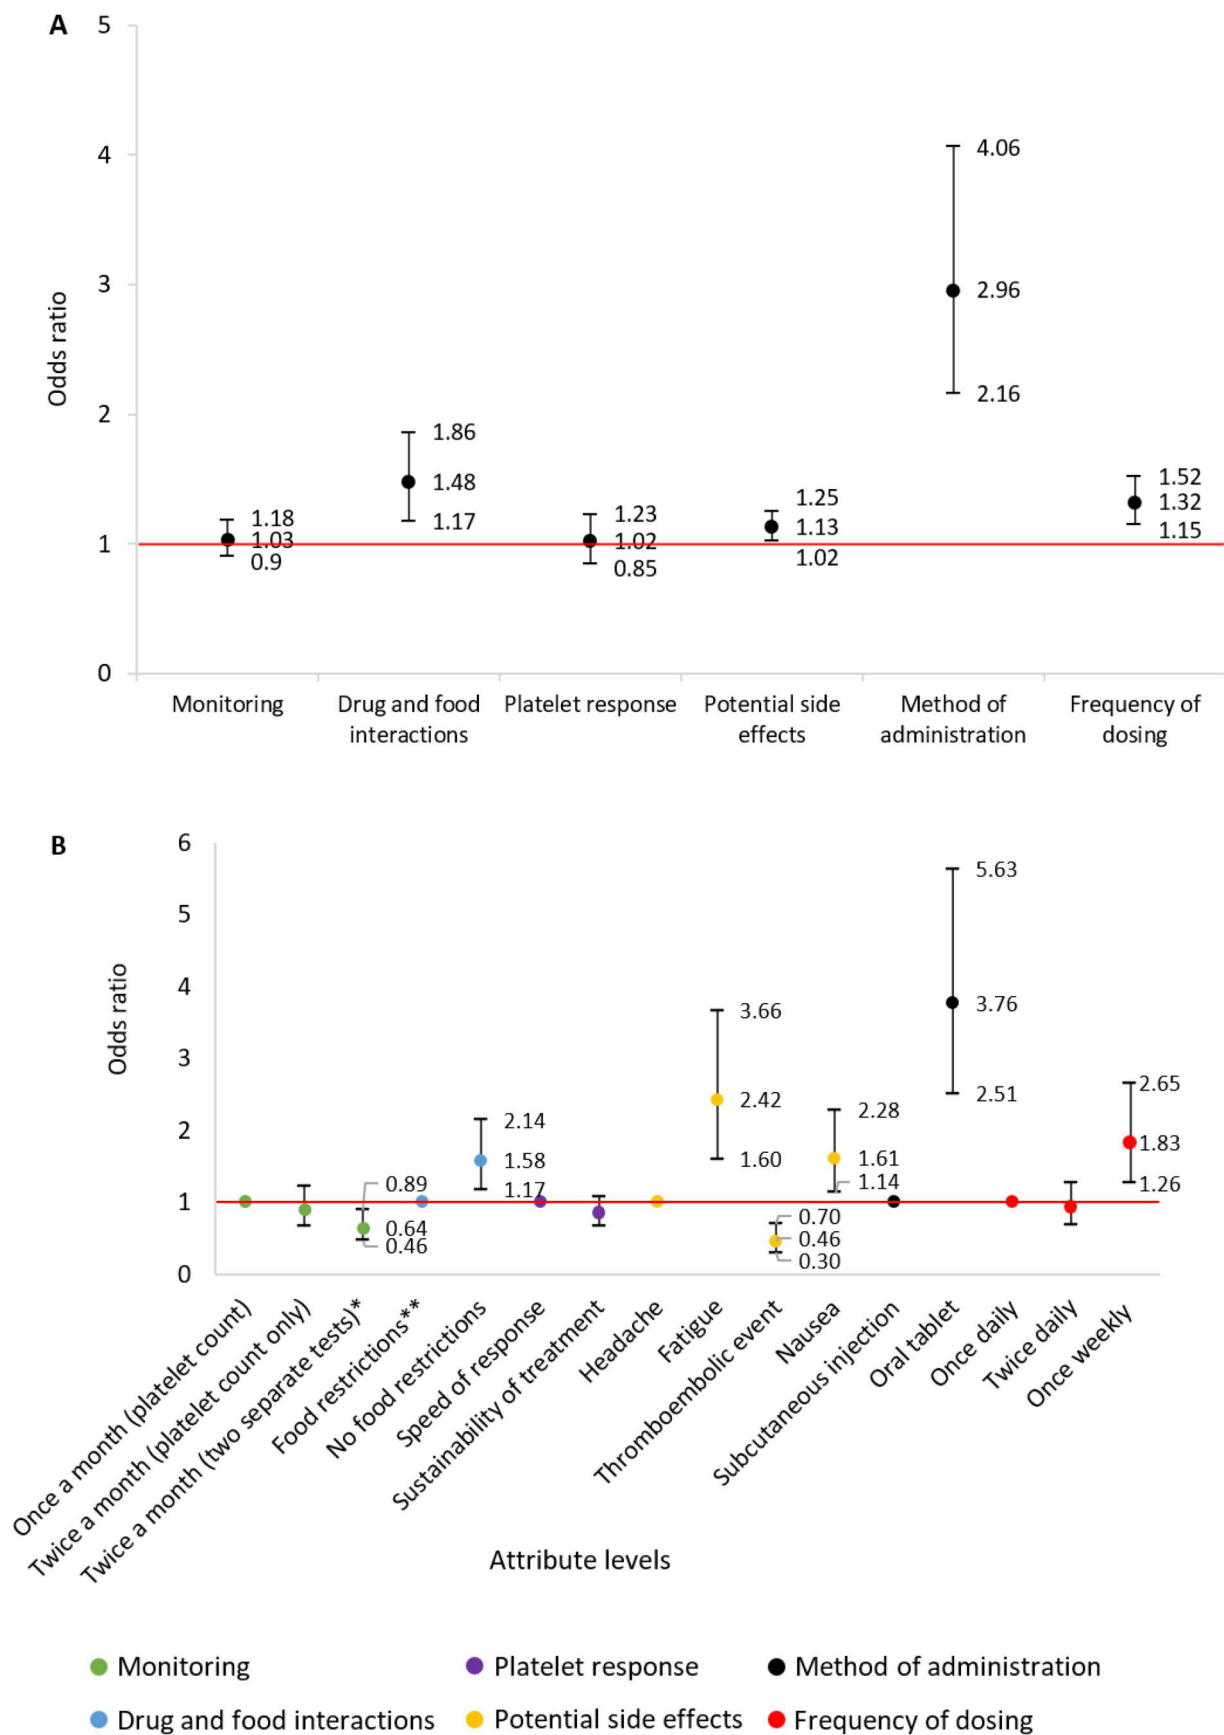 A
5
4
3
2
1
0
Odds ratio
1.18
1.03
0.9
1.86
1.48
1.17
1.23
1.02
0.85
1.25
1.13
1.02
4.06
2.96
2.16
1.52
1.32
1.15
Monitoring
Drug and food
interactions
Platelet response
Potential side
effects
Method of
administration
Frequency of
dosing
B
6
5
4
3
2
1
0
Odds ratio
0.89
0.64
0.46
2.14
1.58
1.17
3.66
2.42
1.60
0.70
0.46
0.30
2.28
1.61
1.14
5.63
3.76
2.51
2.65
1.83
1.26
Once a month (platelet count)
Twice a month (platelet count only)
Twice a month (two separate tests)*
Food restrictions**
No food restrictions
Speed of response
Sustainability of treatment
Headache
Fatigue
Thromboembolic event
Nausea
Subcutaneous injection
Oral tablet
Once daily
Twice daily
Once weekly
Attribute levels
Monitoring
Platelet response
Method of administration
Drug and food interactions
Potential side effects
Frequency of dosing